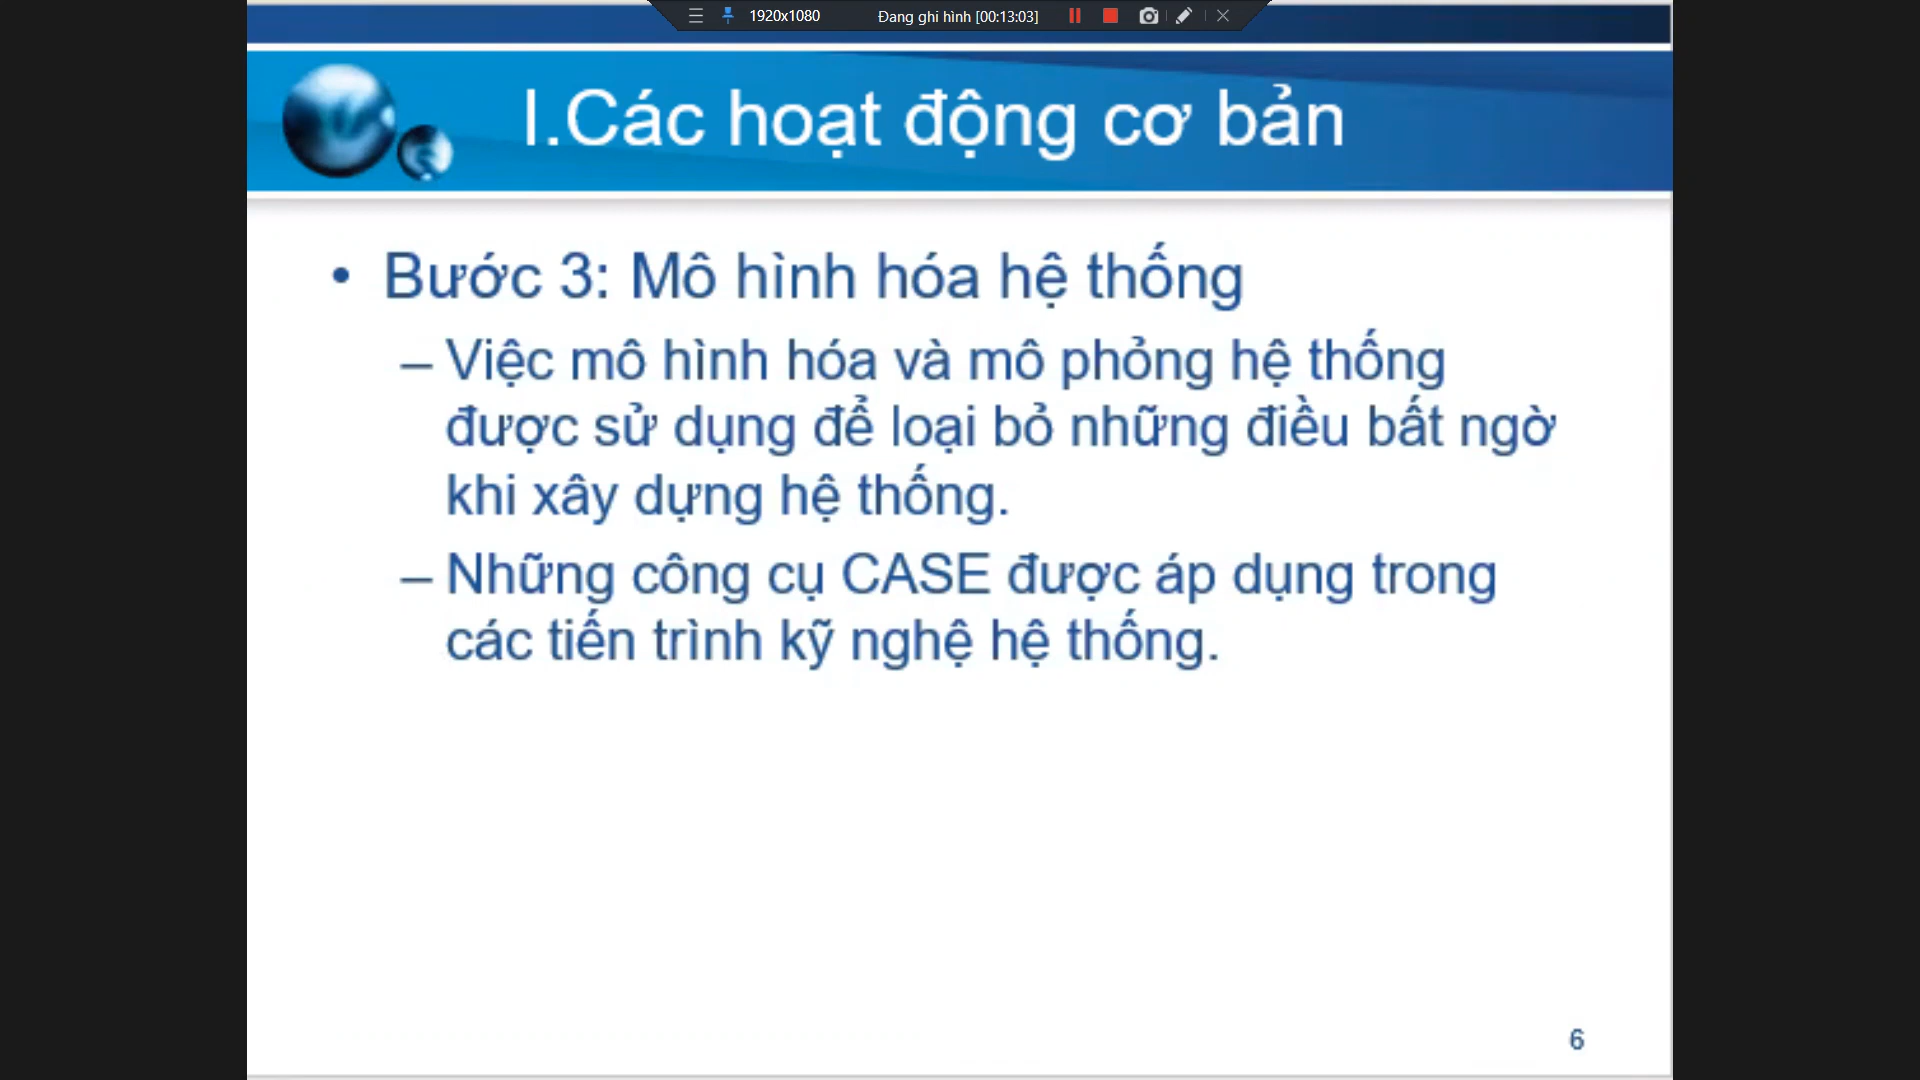 1920x1080 Đang ghi hình [00:13:03]
I.Các hoạt động cơ bản
• Bước 3: Mô hình hóa hệ thống
– Việc mô hình hóa và mô phỏng hệ thống
được sử dụng để loại bỏ những điều bất ngờ
khi xây dựng hệ thống.
– Những công cụ CASE được áp dụng trong
các tiến trình kỹ nghệ hệ thống.
6